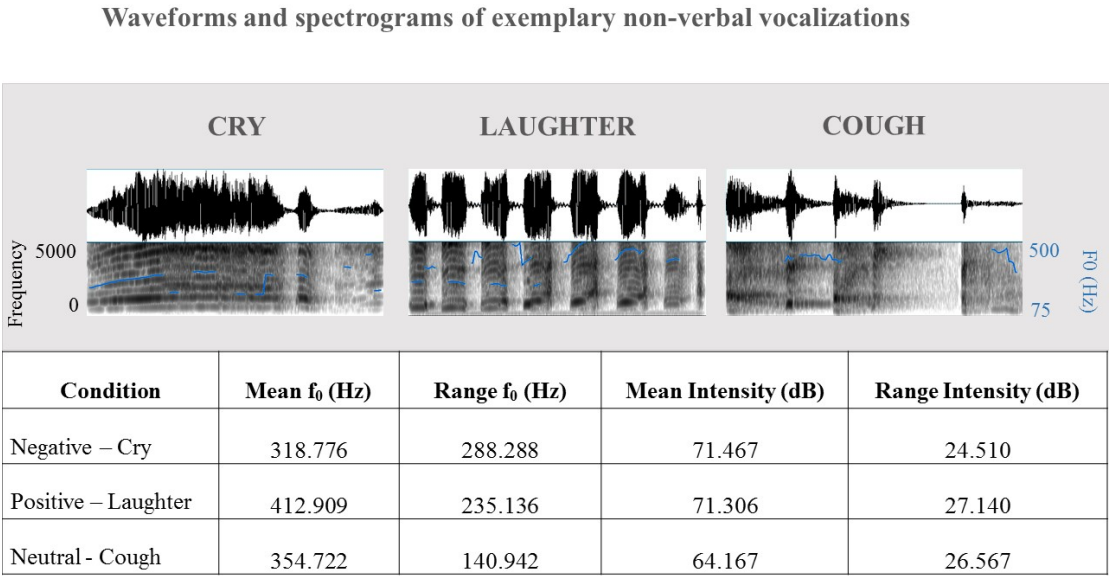 Waveforms and spectrograms of exemplary non-verbal vocalizations
CRY LAUGHTER COUGH
Frequency
5000
0
500
75
F0 (Hz)
Condition Mean f₀ (Hz) Range f₀ (Hz) Mean Intensity (dB) Range Intensity (dB)
Negative – Cry 318.776 288.288 71.467 24.510
Positive – Laughter 412.909 235.136 71.306 27.140
Neutral - Cough 354.722 140.942 64.167 26.567